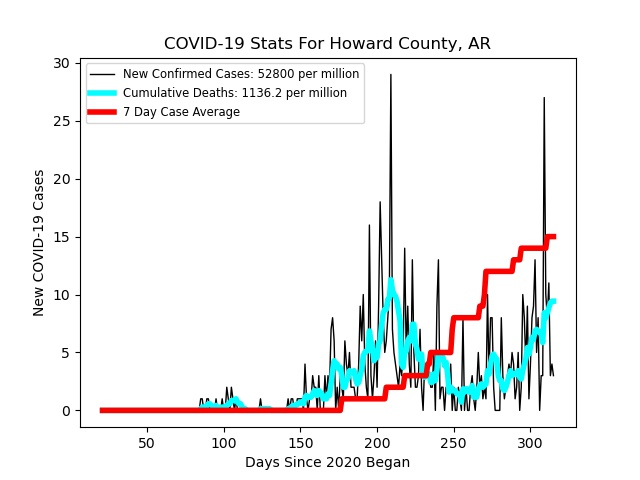 COVID-19 Stats For Howard County, AR
New Confirmed Cases: 52800 per million
Cumulative Deaths: 1136.2 per million
7 Day Case Average
30
25
20
15
10
5
0
New COVID-19 Cases
50 100 150 200 250 300
Days Since 2020 Began